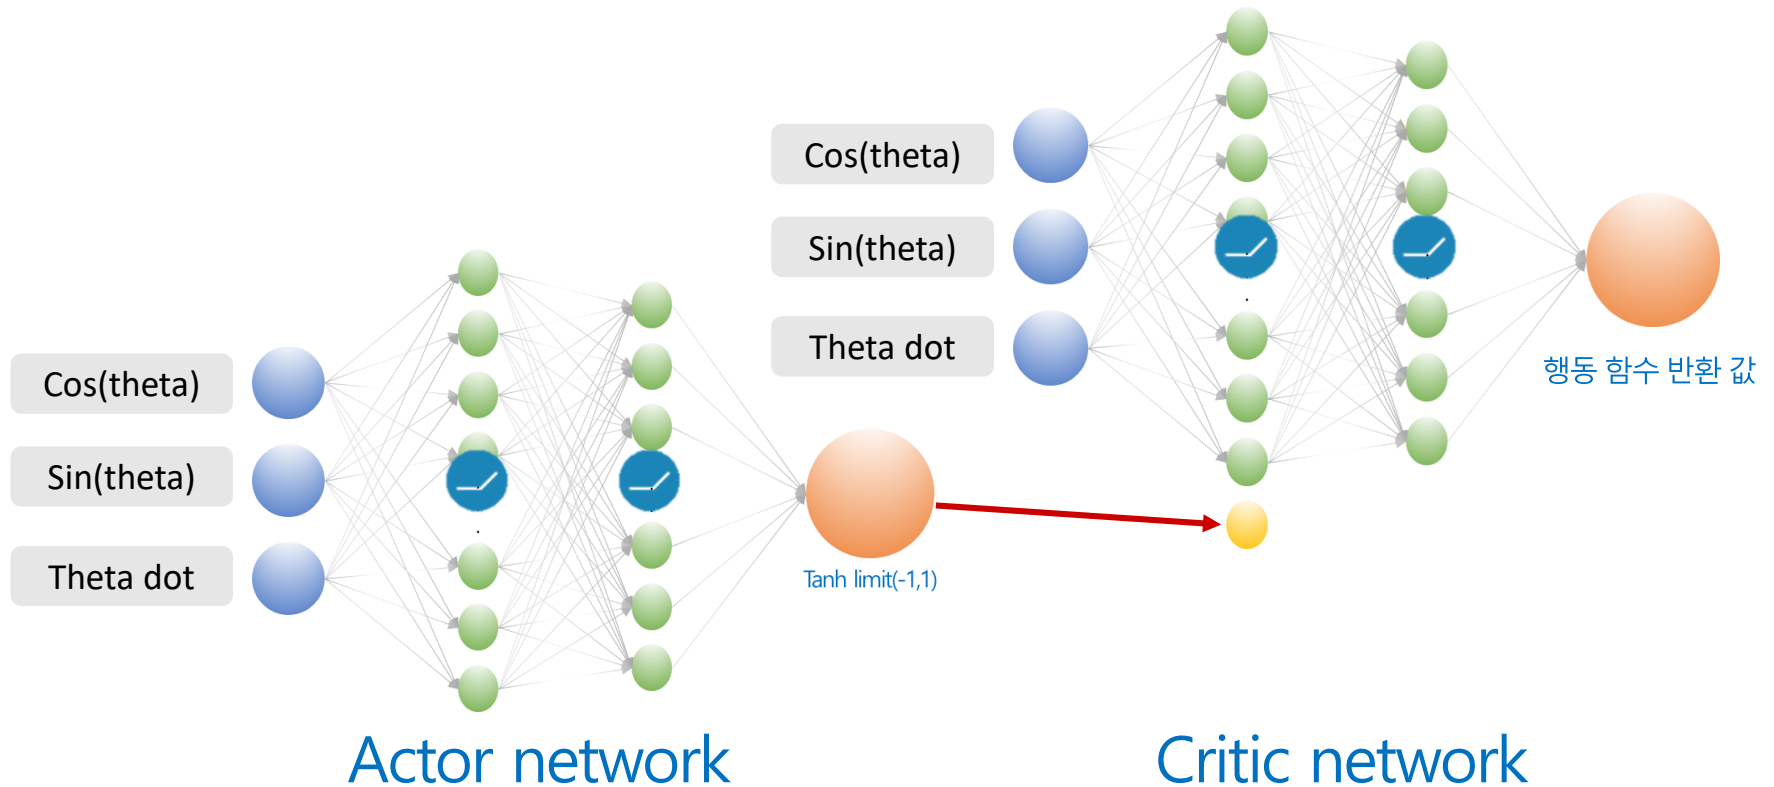 Cos(theta)
Sin(theta)
Theta dot
Tanh limit(-1,1)
Actor network
Cos(theta)
Sin(theta)
Theta dot
행동 함수 반환 값
Critic network